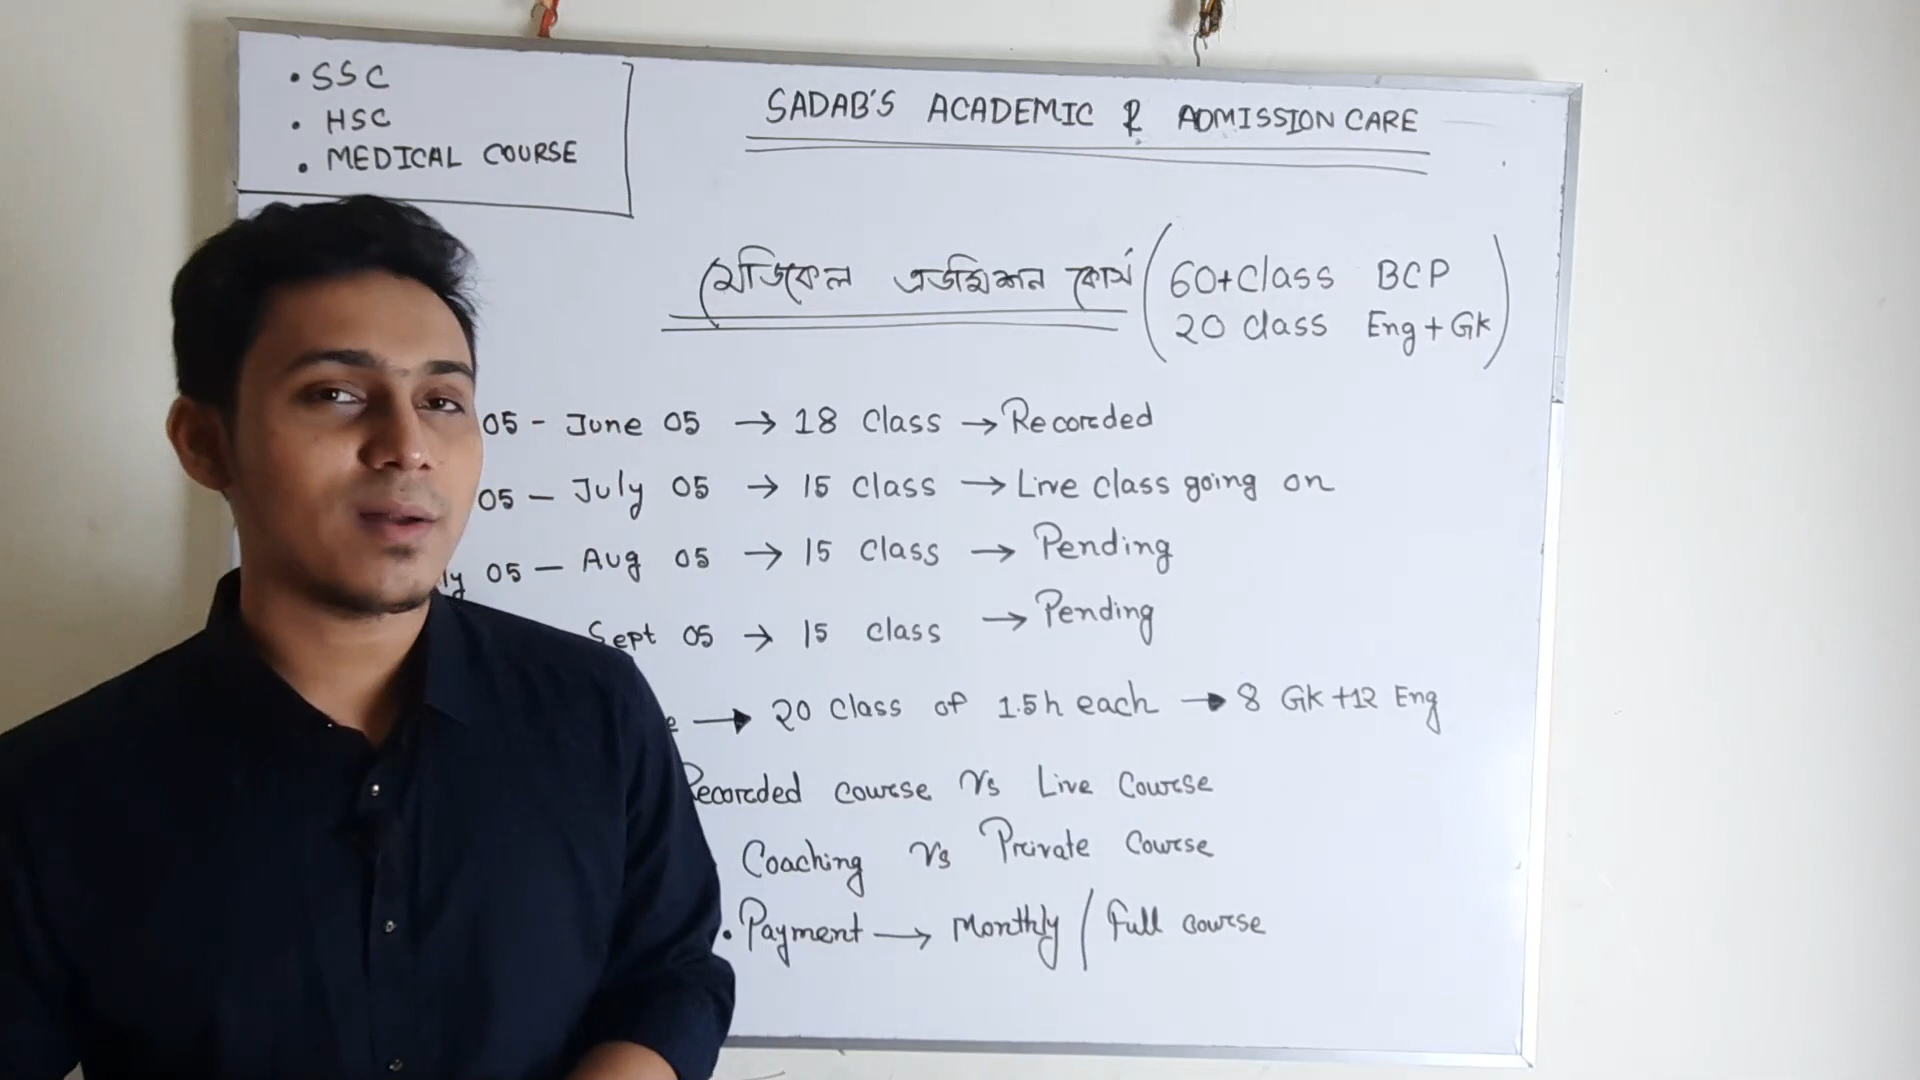 • SSC
• HSC
• MEDICAL COURSE
SADAB'S ACADEMIC & ADMISSION CARE
মেডিকেল এডমিশন কোর্স (60+Class BCP
20 Class Eng + Gk)
05 - June 05 → 18 Class → Recorded
05 – July 05 → 15 Class → Live class going on
ly 05 – Aug 05 → 15 Class → Pending
Sept 05 → 15 Class → Pending
→ 20 Class of 1.5h each → 8 Gk +12 Eng
Recorded course Vs Live Course
Coaching Vs Private Course
• Payment → Monthly / Full course